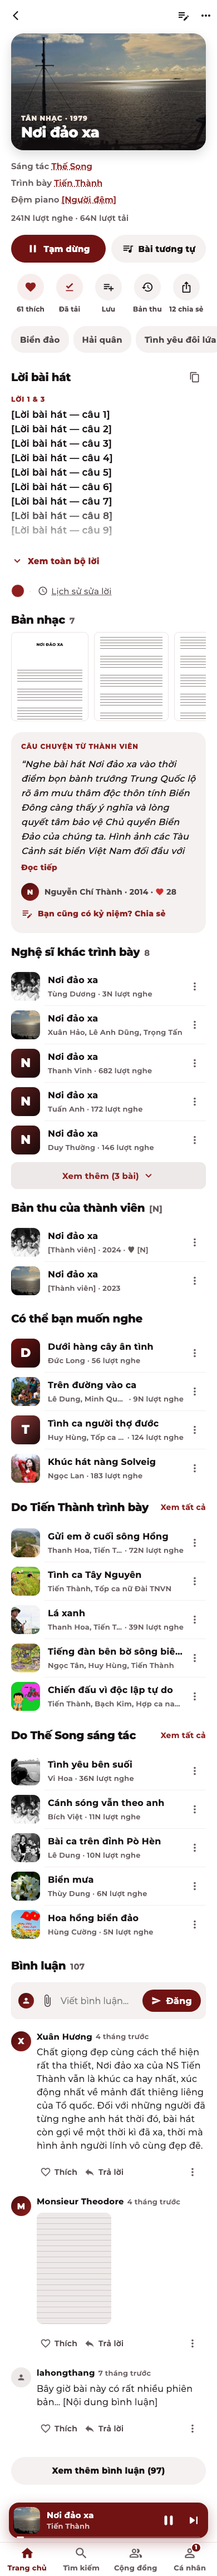 TÂN NHẠC · 1979
Nơi đảo xa
Sáng tác Thế Song
Trình bày Tiến Thành
Đệm piano [Người đệm]
241N lượt nghe · 64N lượt tải
Tạm dừng
Bài tương tự
61 thích
Đã tải
Lưu
Bản thu
12 chia sẻ
Biển đảo
Hải quân
Tình yêu đôi lứa
Lời bài hát
LỜI 1 & 3
[Lời bài hát — câu 1]
[Lời bài hát — câu 2]
[Lời bài hát — câu 3]
[Lời bài hát — câu 4]
[Lời bài hát — câu 5]
[Lời bài hát — câu 6]
[Lời bài hát — câu 7]
[Lời bài hát — câu 8]
[Lời bài hát — câu 9]
Xem toàn bộ lời
Lịch sử sửa lời
Bản nhạc 7
NƠI ĐẢO XA
CÂU CHUYỆN TỪ THÀNH VIÊN
“Nghe bài hát Nơi đảo xa vào thời
điểm bọn bành trướng Trung Quốc lộ
rõ âm mưu thâm độc thôn tính Biển
Đông càng thấy ý nghĩa và lòng
quyết tâm bảo vệ Chủ quyền Biển
Đảo của chúng ta. Hình ảnh các Tàu
Cảnh sát biển Việt Nam đối đầu với
Đọc tiếp
N
Nguyễn Chí Thành · 2014 · 28
Bạn cũng có kỷ niệm? Chia sẻ
Nghệ sĩ khác trình bày 8
Nơi đảo xa
Tùng Dương · 3N lượt nghe
Nơi đảo xa
Xuân Hảo, Lê Anh Dũng, Trọng Tấn
N
Nơi đảo xa
Thanh Vinh · 682 lượt nghe
N
Nơi đảo xa
Tuấn Anh · 172 lượt nghe
N
Nơi đảo xa
Duy Thường · 146 lượt nghe
Xem thêm (3 bài)
Bản thu của thành viên [N]
Nơi đảo xa
[Thành viên] · 2024 · [N]
Nơi đảo xa
[Thành viên] · 2023
Có thể bạn muốn nghe
D
Dưới hàng cây ân tình
Đức Long · 56 lượt nghe
Trên đường vào ca
Lê Dung, Minh Qu... · 9N lượt nghe
T
Tình ca người thợ được
Huy Hùng, Tốp ca ... · 124 lượt nghe
Khúc hát nàng Solveig
Ngọc Lan · 183 lượt nghe
Do Tiến Thành trình bày
Xem tất cả
Gửi em ở cuối sông Hồng
Thanh Hoa, Tiến T... · 72N lượt nghe
Tình ca Tây Nguyên
Tiến Thành, Tốp ca nữ Đài TNVN
Lá xanh
Thanh Hoa, Tiến T... · 39N lượt nghe
Tiếng đàn bên bờ sông biê...
Ngọc Tân, Huy Hùng, Tiến Thành
Chiến đấu vì độc lập tự do
Tiến Thành, Bạch Kim, Hợp ca na...
Do Thế Song sáng tác
Xem tất cả
Tình yêu bên suối
Vi Hoa · 36N lượt nghe
Cánh sóng vẫn theo anh
Bích Việt · 11N lượt nghe
Bài ca trên đỉnh Pò Hèn
Lê Dung · 10N lượt nghe
Biển mưa
Thùy Dung · 6N lượt nghe
Hoa hồng biển đảo
Hùng Cường · 5N lượt nghe
Bình luận 107
Viết bình luận...
Đăng
X
Xuân Hương 4 tháng trước
Chất giọng đẹp cùng cách thể hiện
rất tha thiết, Nơi đảo xa của NS Tiến
Thành vẫn là khúc ca hay nhất, xúc
động nhất về mảnh đất thiêng liêng
của Tổ quốc. Đối với những người đã
từng nghe anh hát thời đó, bài hát
còn gợi về một thời kì đã xa, thời mà
hình ảnh người lính vô cùng đẹp đẽ.
Thích
Trả lời
M
Monsieur Theodore 4 tháng trước
Thích
Trả lời
lahongthang 7 tháng trước
Bây giờ bài này có rất nhiều phiên
bản... [Nội dung bình luận]
Thích
Trả lời
Xem thêm bình luận (97)
Nơi đảo xa
Tiến Thành
1
Trang chủ
Tìm kiếm
Cộng đồng
Cá nhân